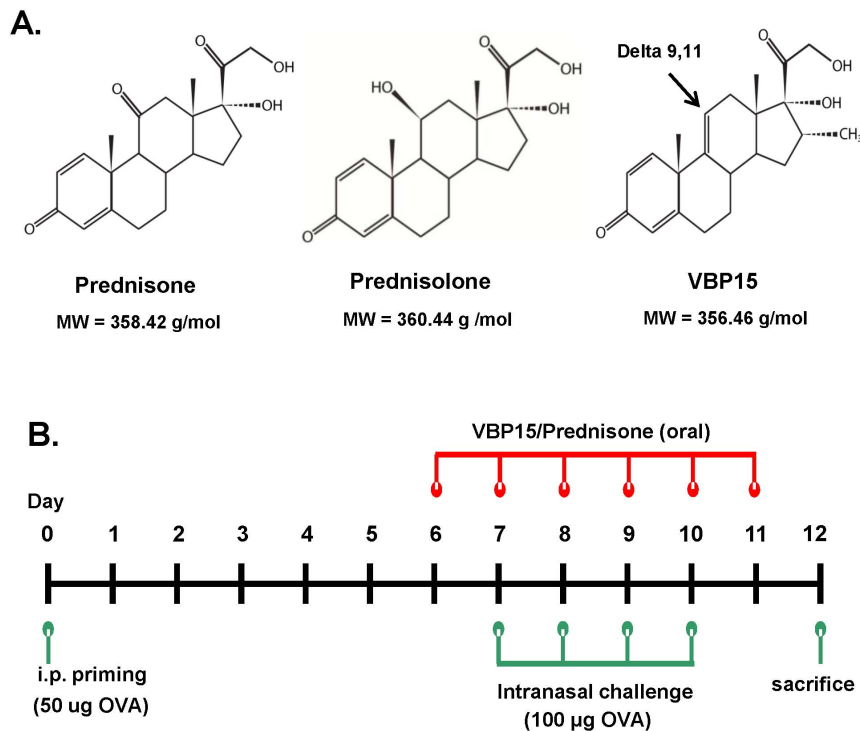 A.
O
OH
O
OH
O
Prednisone
MW = 358.42 g/mol
O
OH
HO
OH
O
Prednisolone
MW = 360.44 g /mol
Delta 9,11
O
OH
OH
CH3
O
VBP15
MW = 356.46 g/mol
B.
VBP15/Prednisone (oral)
Day
0 1 2 3 4 5 6 7 8 9 10 11 12
i.p. priming
(50 ug OVA)
Intranasal challenge
(100 µg OVA)
sacrifice